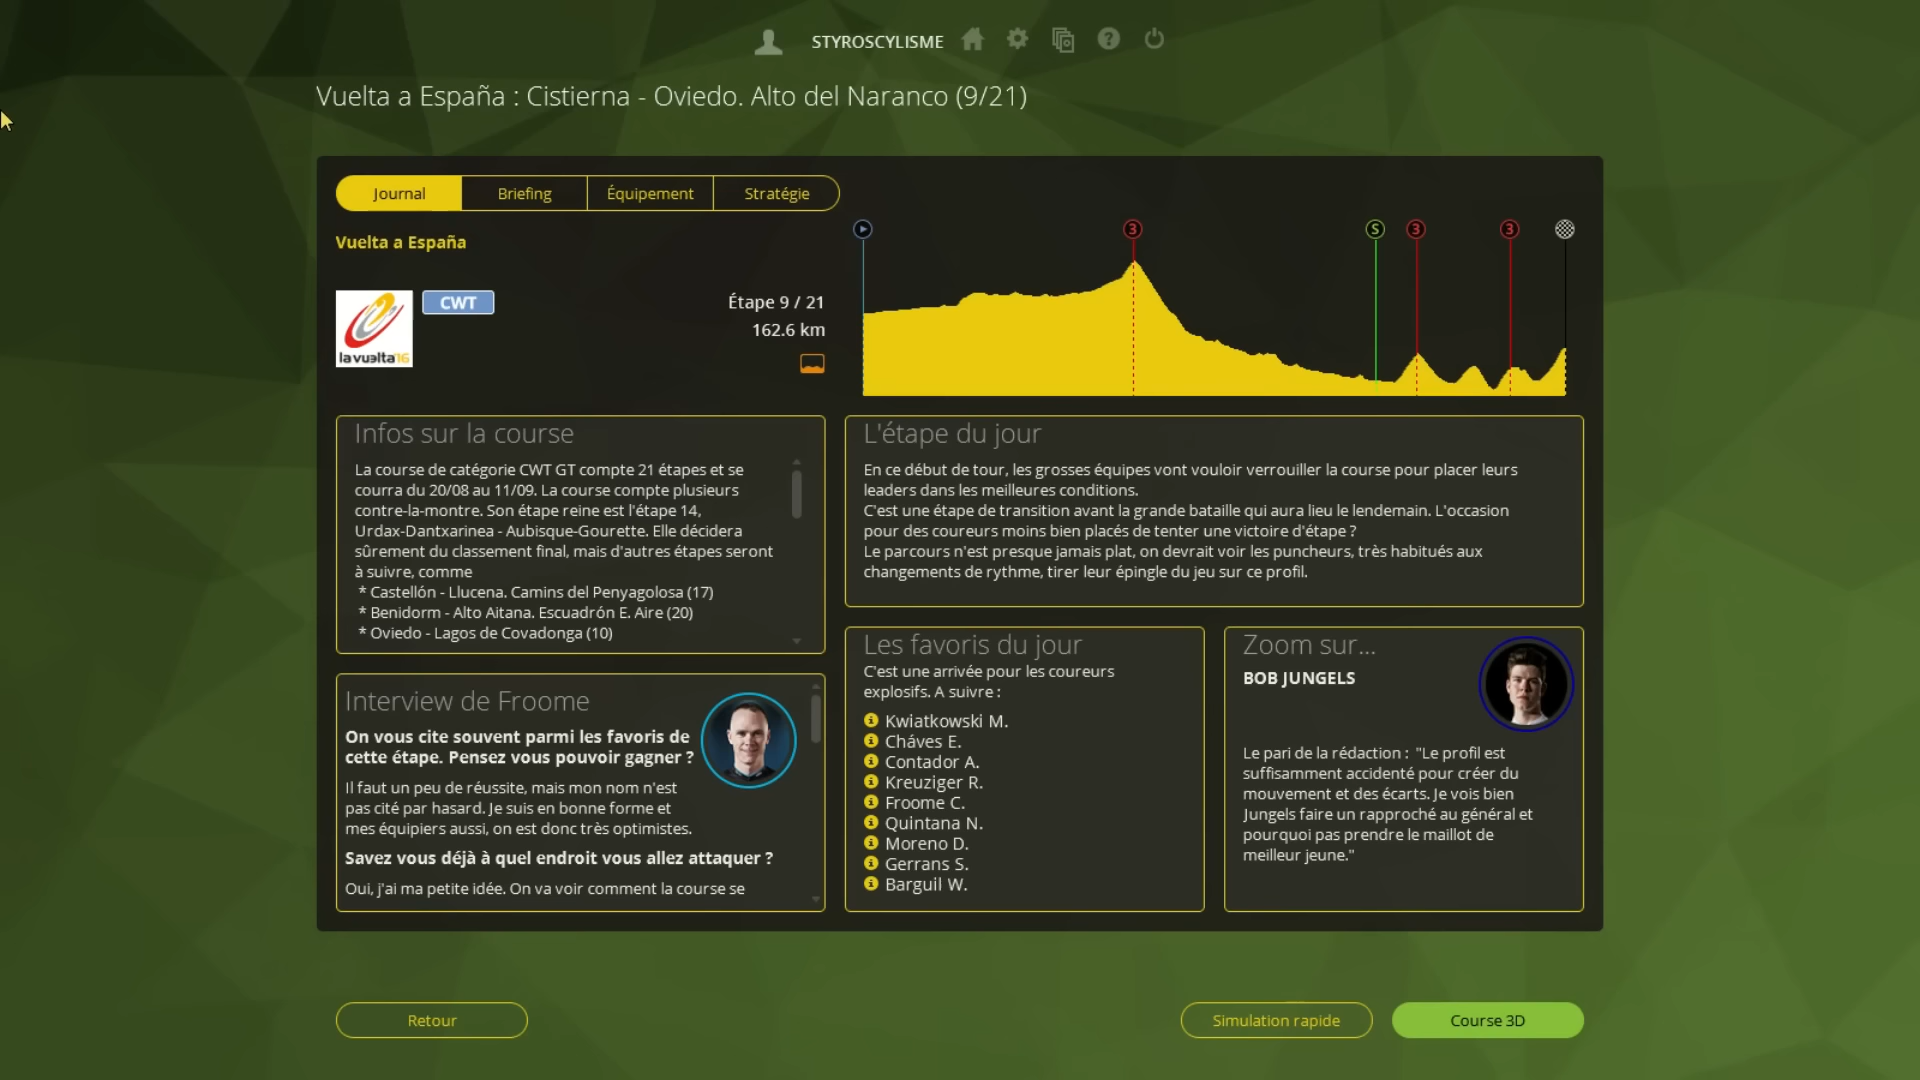 STYROSCYLISME
Vuelta a España : Cistierna - Oviedo. Alto del Naranco (9/21)
Journal
Briefing
Équipement
Stratégie
Vuelta a España
la vuelta16
CWT
Étape 9 / 21
162.6 km
3
S
3
3
Infos sur la course
La course de catégorie CWT GT compte 21 étapes et se
courra du 20/08 au 11/09. La course compte plusieurs
contre-la-montre. Son étape reine est l'étape 14,
Urdax-Dantxarinea - Aubisque-Gourette. Elle décidera
sûrement du classement final, mais d'autres étapes seront
à suivre, comme
* Castellón - Llucena. Camins del Penyagolosa (17)
* Benidorm - Alto Aitana. Escuadrón E. Aire (20)
* Oviedo - Lagos de Covadonga (10)
L'étape du jour
En ce début de tour, les grosses équipes vont vouloir verrouiller la course pour placer leurs
leaders dans les meilleures conditions.
C'est une étape de transition avant la grande bataille qui aura lieu le lendemain. L'occasion
pour des coureurs moins bien placés de tenter une victoire d'étape ?
Le parcours n'est presque jamais plat, on devrait voir les puncheurs, très habitués aux
changements de rythme, tirer leur épingle du jeu sur ce profil.
Interview de Froome
On vous cite souvent parmi les favoris de
cette étape. Pensez vous pouvoir gagner ?
Il faut un peu de réussite, mais mon nom n'est
pas cité par hasard. Je suis en bonne forme et
mes équipiers aussi, on est donc très optimistes.
Savez vous déjà à quel endroit vous allez attaquer ?
Oui, j'ai ma petite idée. On va voir comment la course se
Les favoris du jour
C'est une arrivée pour les coureurs
explosifs. A suivre :
Kwiatkowski M.
Cháves E.
Contador A.
Kreuziger R.
Froome C.
Quintana N.
Moreno D.
Gerrans S.
Barguil W.
Zoom sur...
BOB JUNGELS
Le pari de la rédaction : "Le profil est
suffisamment accidenté pour créer du
mouvement et des écarts. Je vois bien
Jungels faire un rapproché au général et
pourquoi pas prendre le maillot de
meilleur jeune."
Retour
Simulation rapide
Course 3D